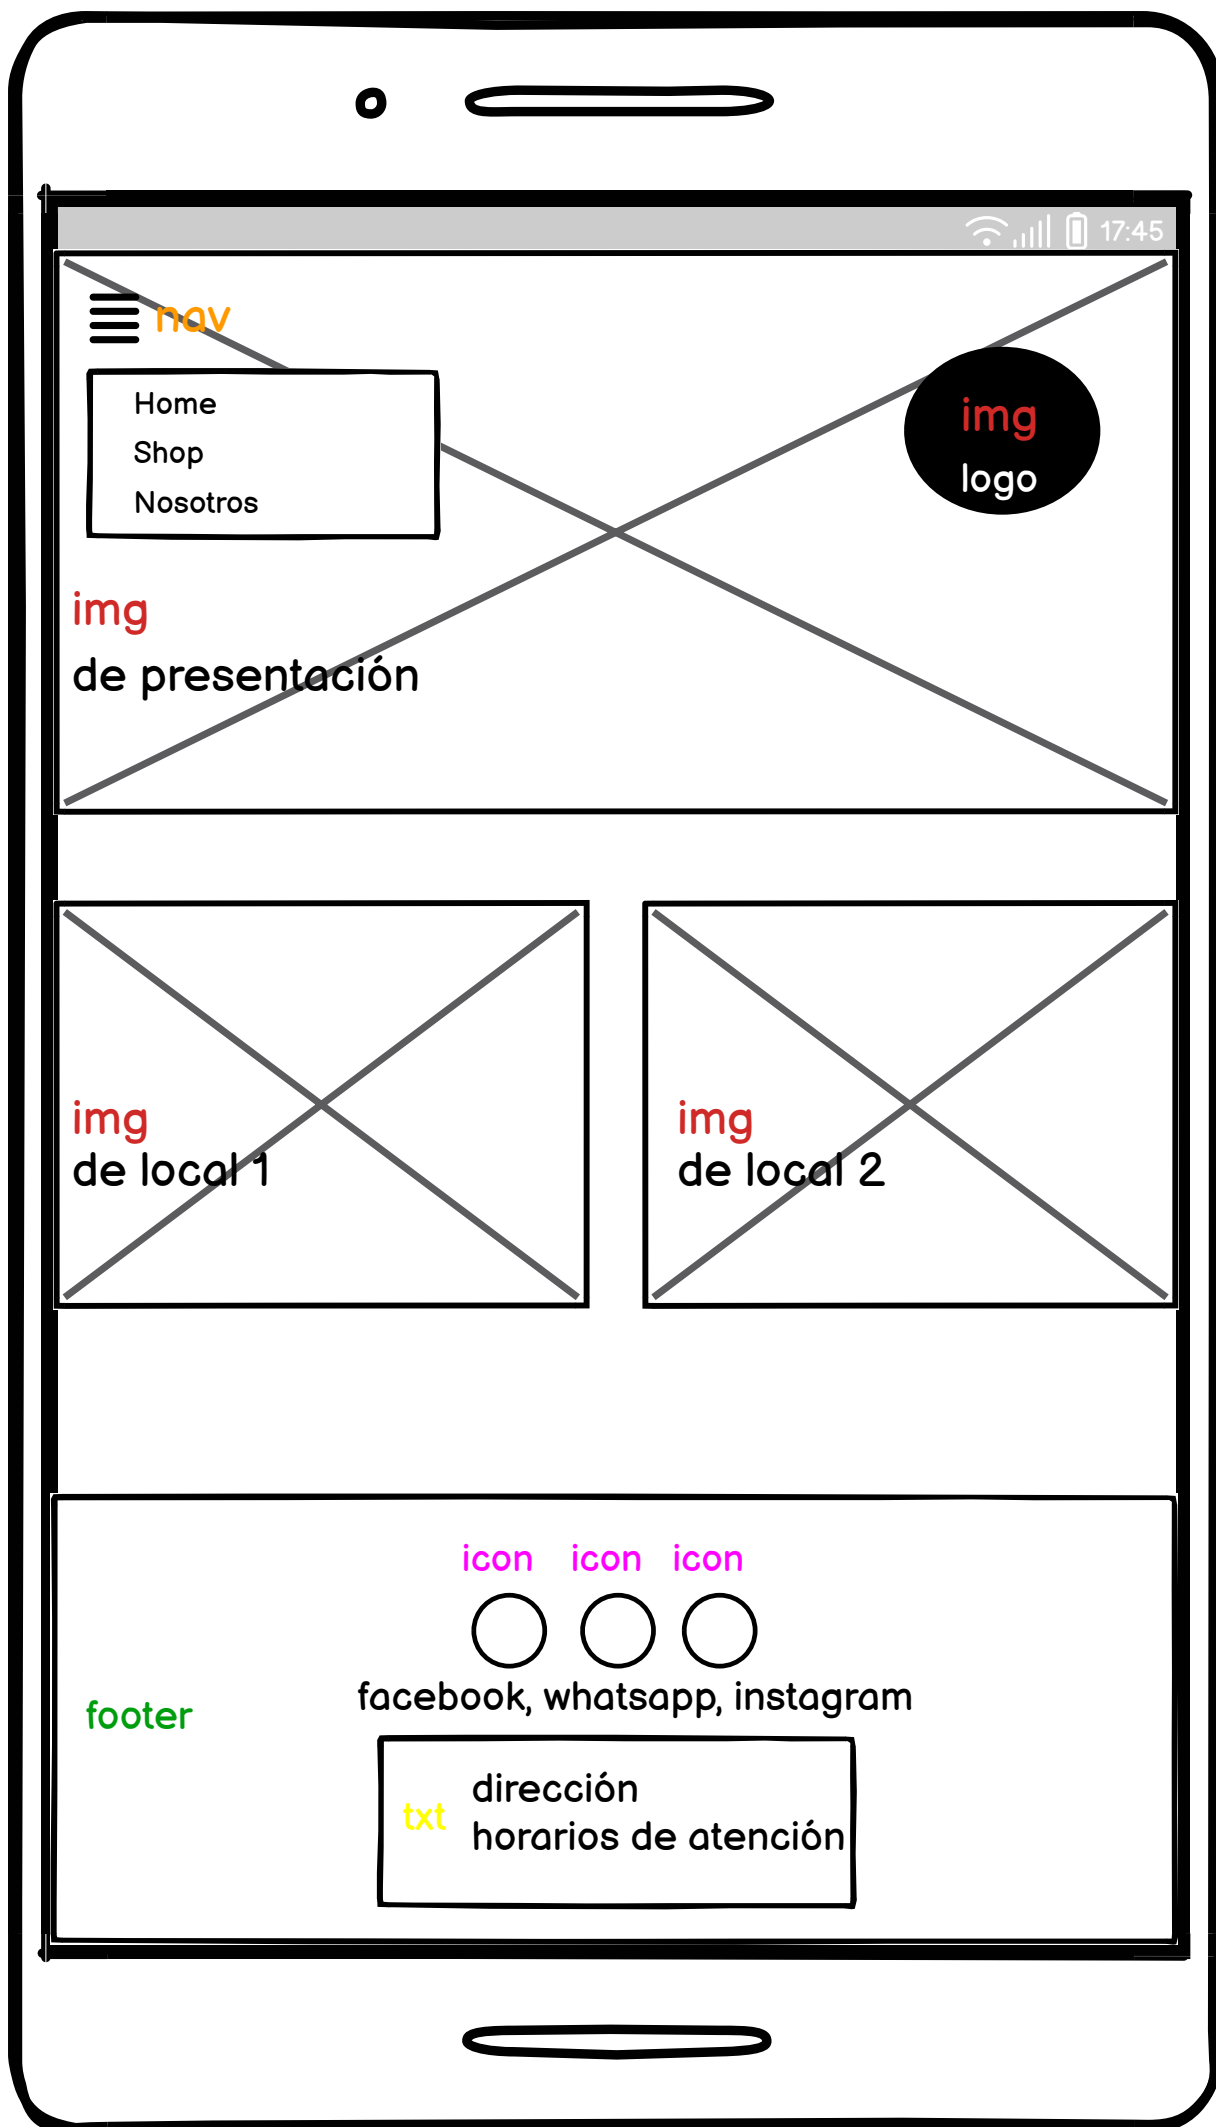 17:45
nav
Home
Shop
Nosotros
img
logo
img
de presentación
img
de local 1
img
de local 2
icon icon icon
facebook, whatsapp, instagram
footer
txt
dirección
horarios de atención